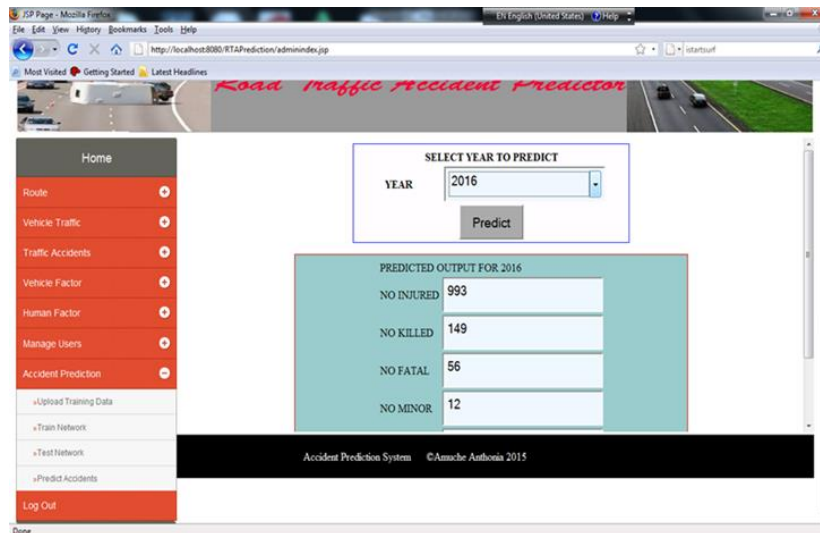 JSP Page - Mozilla Firefox
EN English (United States) Help
File Edit View History Bookmarks Tools Help
http://localhost:8080/RTAPrediction/adminindex.jsp
istartsurf
Most Visited Getting Started Latest Headlines
Road Traffic Accident Predictor
Home
Route
Vehicle Traffic
Traffic Accidents
Vehicle Factor
Human Factor
Manage Users
Accident Prediction
»Upload Training Data
»Train Network
»Test Network
»Predict Accidents
Log Out
SELECT YEAR TO PREDICT
YEAR 2016
Predict
PREDICTED OUTPUT FOR 2016
NO INJURED 993
NO KILLED 149
NO FATAL 56
NO MINOR 12
Accident Prediction System ©Amuche Anthonia 2015
Done